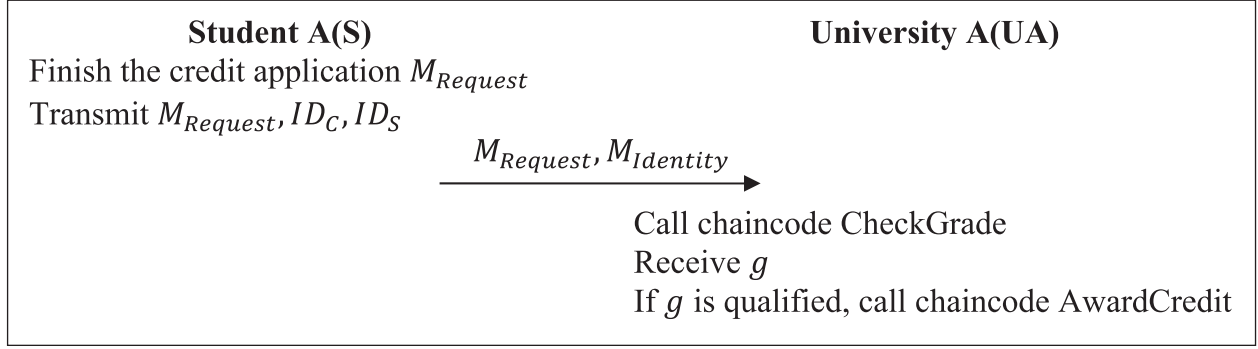 Student A(S)
University A(UA)
Finish the credit application M_Request
Transmit M_Request, ID_C, ID_S
M_Request, M_Identity
Call chaincode CheckGrade
Receive g
If g is qualified, call chaincode AwardCredit